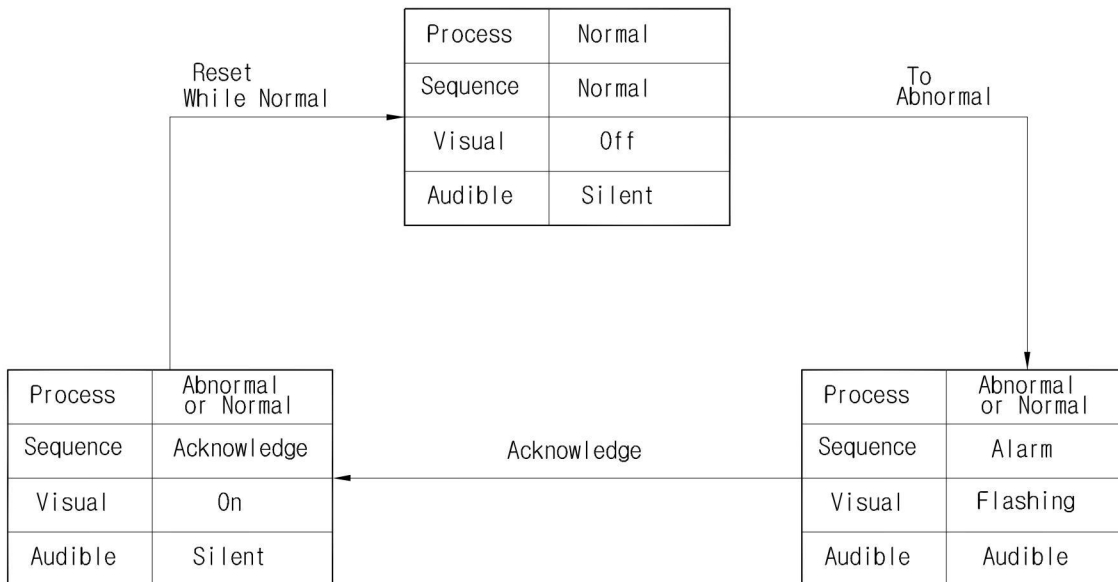 Process Normal
Reset
While Normal
Sequence Normal
To
Abnormal
Visual Off
Audible Silent
Process Abnormal
or Normal
Sequence Acknowledge
Visual On
Audible Silent
Acknowledge
Process Abnormal
or Normal
Sequence Alarm
Visual Flashing
Audible Audible